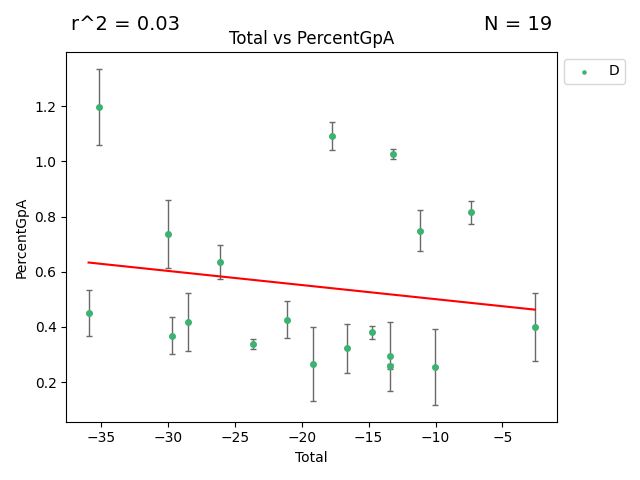 r^2 = 0.03
N = 19
Total vs PercentGpA
D
PercentGpA
1.2
1.0
0.8
0.6
0.4
0.2
−35
−30
−25
−20
−15
−10
−5
Total